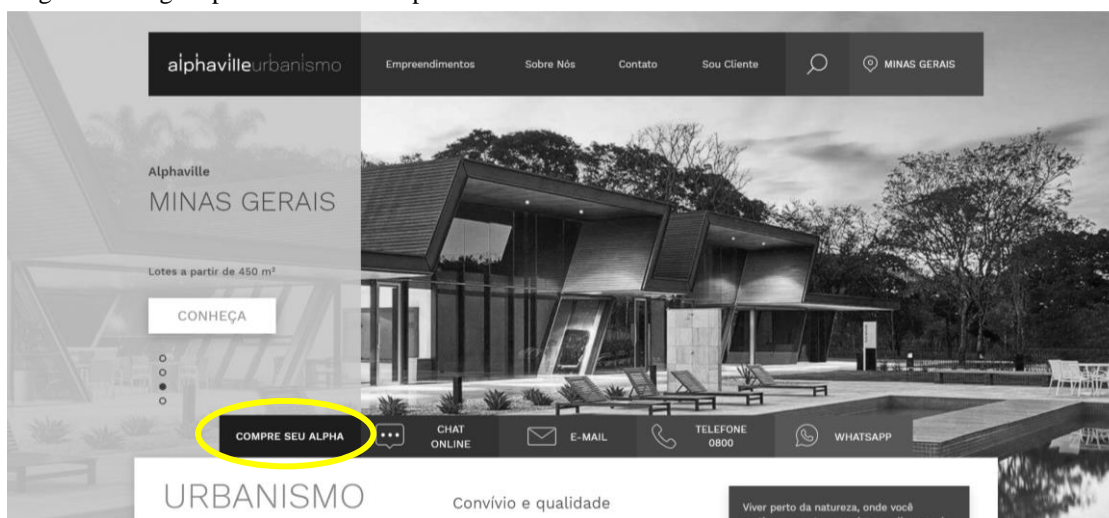 alphavilleurbanismo
Empreendimentos
Sobre Nós
Contato
Sou Cliente
MINAS GERAIS
Alphaville
MINAS GERAIS
Lotes a partir de 450 m²
CONHEÇA
COMPRE SEU ALPHA
CHAT
ONLINE
E-MAIL
TELEFONE
0800
WHATSAPP
URBANISMO
Convívio e qualidade
Viver perto da natureza, onde você